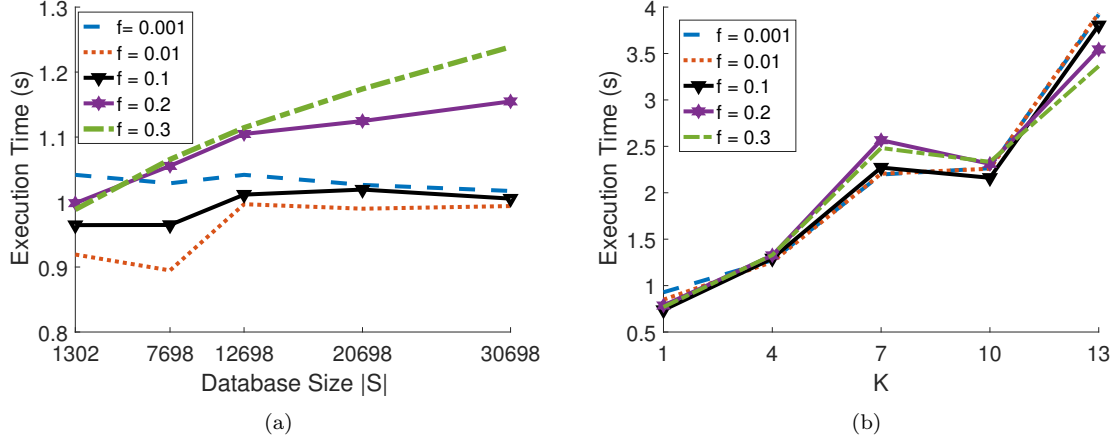 1.3
1.2
1.1
1
0.9
0.8
Execution Time (s)
f= 0.001
f = 0.01
f = 0.1
f = 0.2
f = 0.3
1302 7698 12698 20698 30698
Database Size |S|
(a)
4
3.5
3
2.5
2
1.5
1
0.5
Execution Time (s)
f = 0.001
f = 0.01
f = 0.1
f = 0.2
f = 0.3
1 4 7 10 13
K
(b)